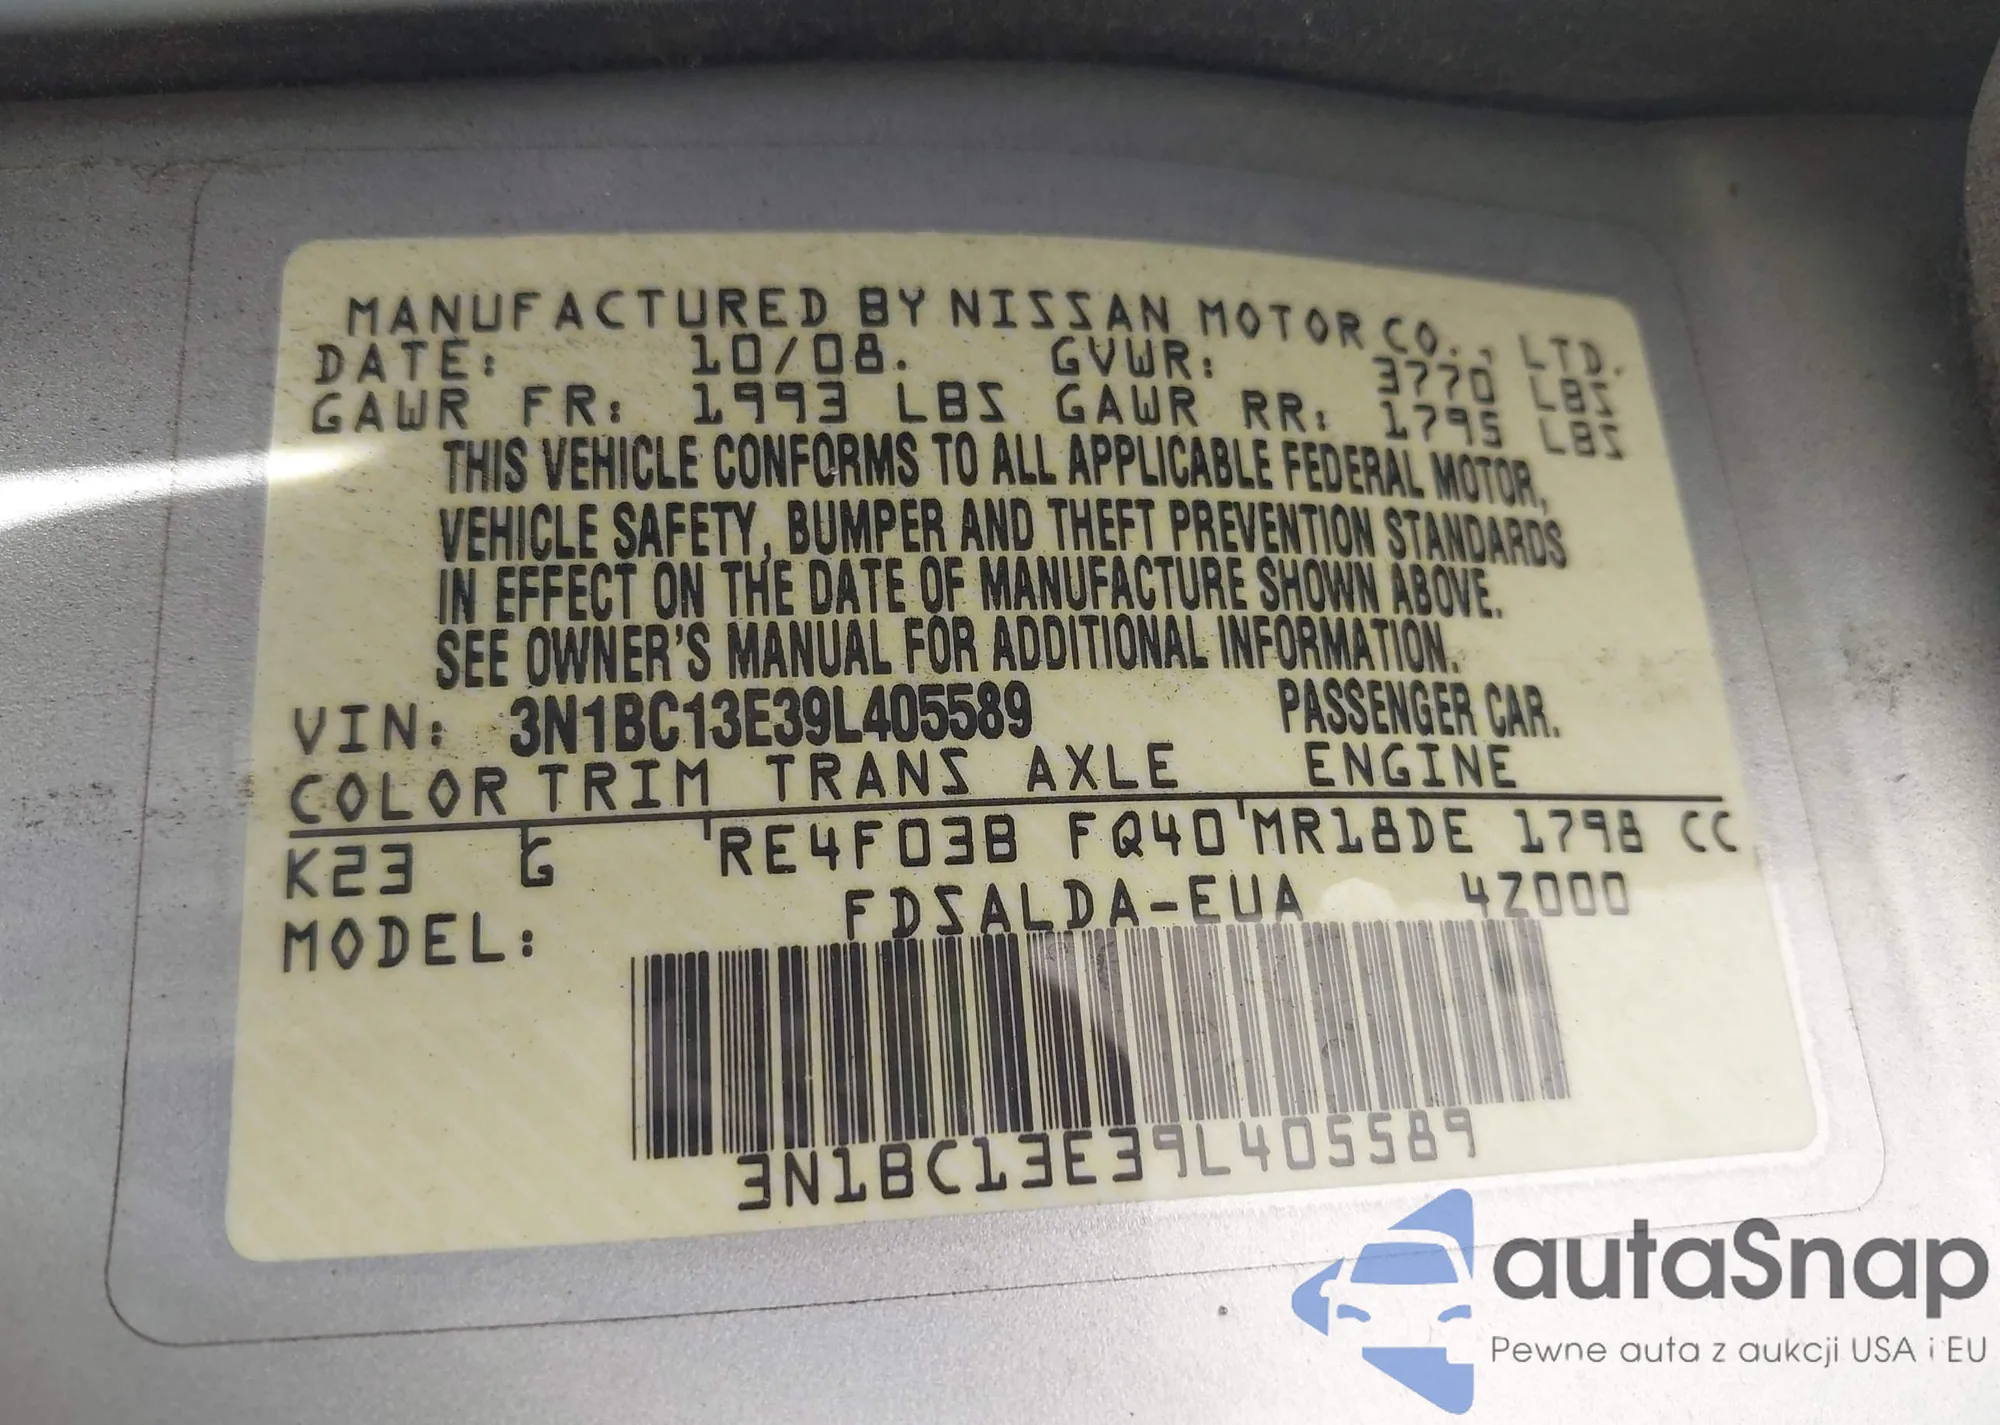 MANUFACTURED BY NISSAN MOTOR CO., LTD.
DATE: 10/08. GVWR: 3770 LBS
GAWR FR: 1993 LBS GAWR RR: 1795 LBS
THIS VEHICLE CONFORMS TO ALL APPLICABLE FEDERAL MOTOR,
VEHICLE SAFETY, BUMPER AND THEFT PREVENTION STANDARDS
IN EFFECT ON THE DATE OF MANUFACTURE SHOWN ABOVE.
SEE OWNER'S MANUAL FOR ADDITIONAL INFORMATION.
VIN: 3N1BC13E39L405589 PASSENGER CAR.
COLOR TRIM TRANS AXLE ENGINE
K23 G RE4F03B FQ40 MR18DE 1798 CC
MODEL: FDSALDA-EUA 4Z000
3N1BC13E39L405589
autaSnap
Pewne auta z aukcji USA i EU